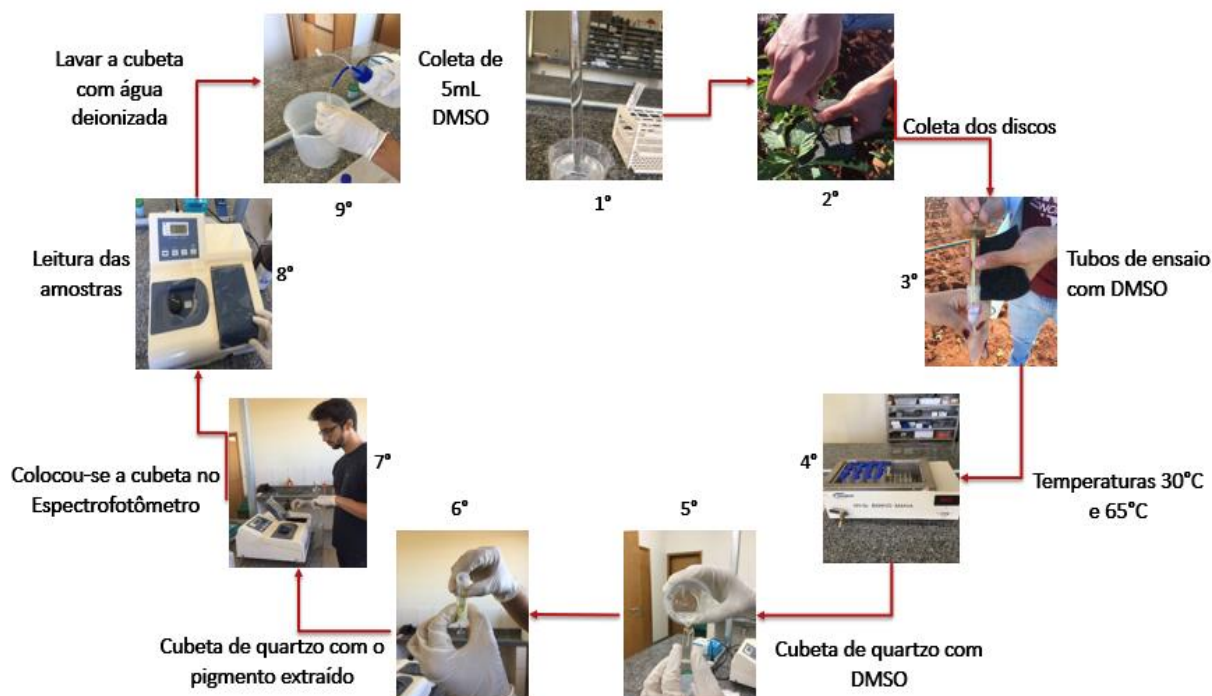 Coleta de
5mL
DMSO
1°
2°
Coleta dos discos
3°
Tubos de ensaio
com DMSO
4°
Temperaturas 30°C
e 65°C
5°
Cubeta de quartzo com
DMSO
6°
Cubeta de quartzo com o
pigmento extraído
7°
Colocou-se a cubeta no
Espectrofotômetro
8°
Leitura das
amostras
9°
Lavar a cubeta
com água
deionizada